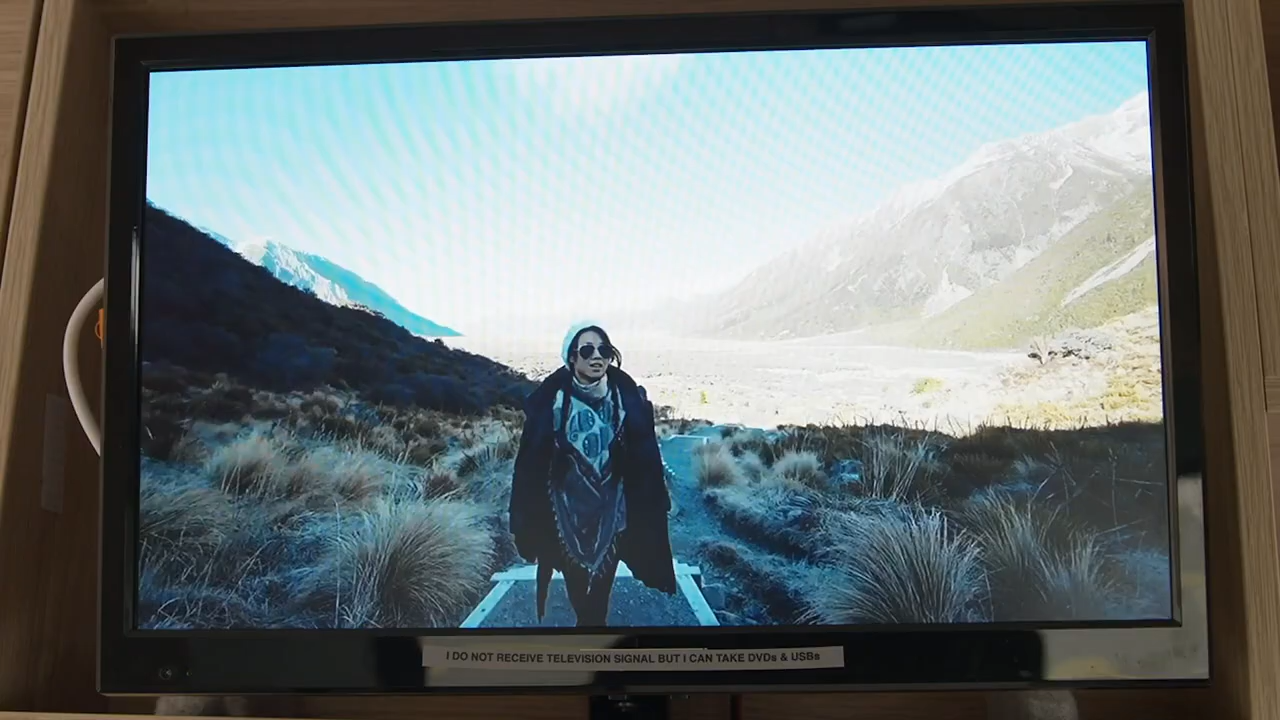 I DO NOT RECEIVE TELEVISION SIGNAL BUT I CAN TAKE DVDs & USBs